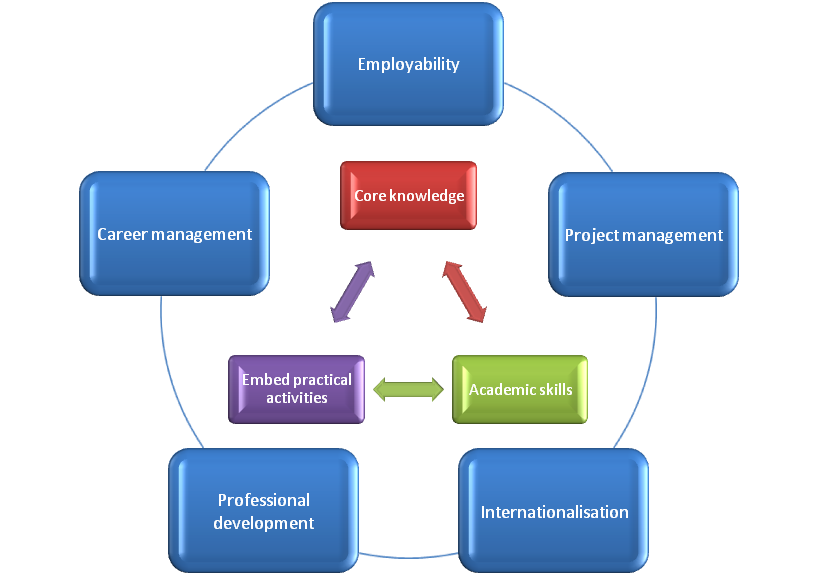 Employability
Core knowledge
Career management
Project management
Embed practical
activities
Academic skills
Professional
development
Internationalisation